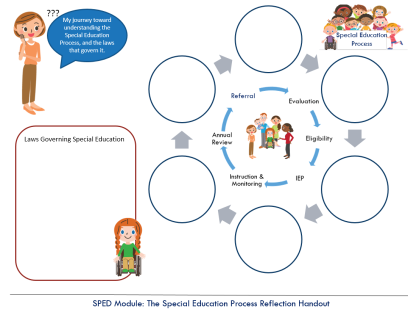 ???
My journey toward
understanding the
Special Education
Process, and the laws
that govern it.
Special Education
Process
Referral
Evaluation
Eligibility
IEP
Instruction &
Monitoring
Annual
Review
Laws Governing Special Education
SPED Module: The Special Education Process Reflection Handout